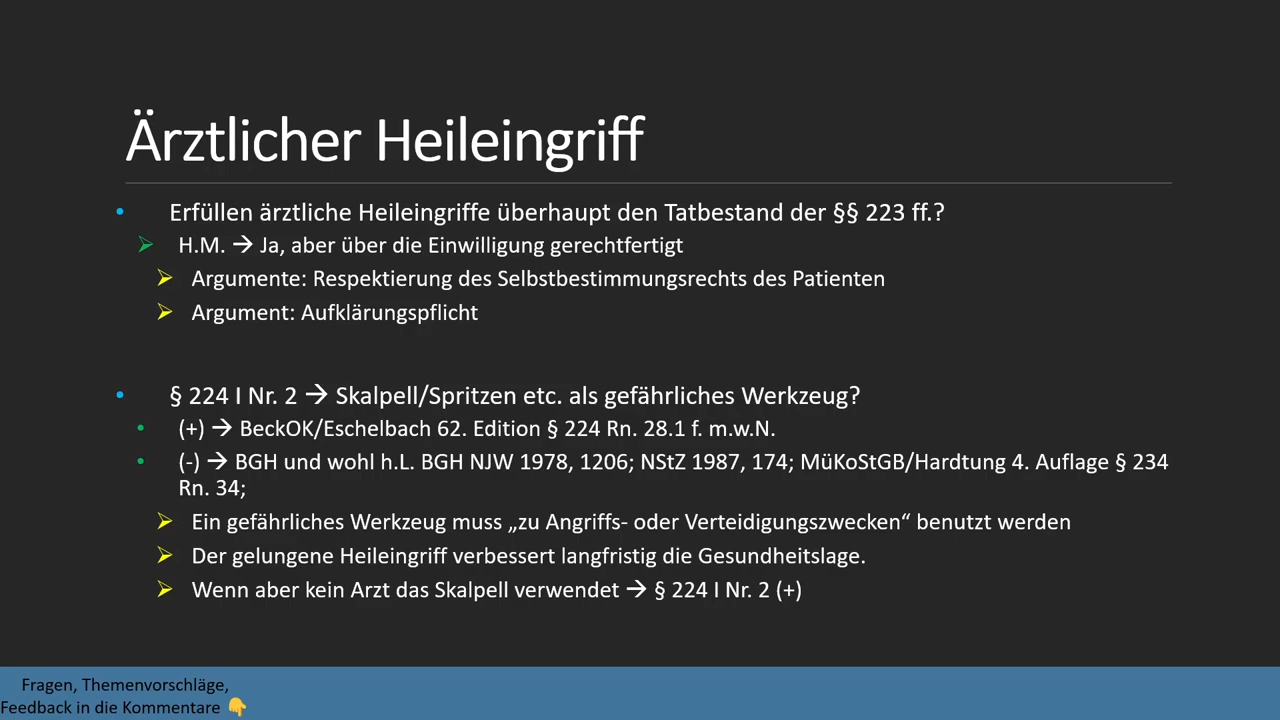 Ärztlicher Heileingriff
• Erfüllen ärztliche Heileingriffe überhaupt den Tatbestand der §§ 223 ff.?
➢ H.M. → Ja, aber über die Einwilligung gerechtfertigt
➢ Argumente: Respektierung des Selbstbestimmungsrechts des Patienten
➢ Argument: Aufklärungspflicht
• § 224 I Nr. 2 → Skalpell/Spritzen etc. als gefährliches Werkzeug?
• (+) → BeckOK/Eschelbach 62. Edition § 224 Rn. 28.1 f. m.w.N.
• (-) → BGH und wohl h.L. BGH NJW 1978, 1206; NStZ 1987, 174; MüKoStGB/Hardtung 4. Auflage § 234
Rn. 34;
➢ Ein gefährliches Werkzeug muss „zu Angriffs- oder Verteidigungszwecken“ benutzt werden
➢ Der gelungene Heileingriff verbessert langfristig die Gesundheitslage.
➢ Wenn aber kein Arzt das Skalpell verwendet → § 224 I Nr. 2 (+)
Fragen, Themenvorschläge,
Feedback in die Kommentare 👇